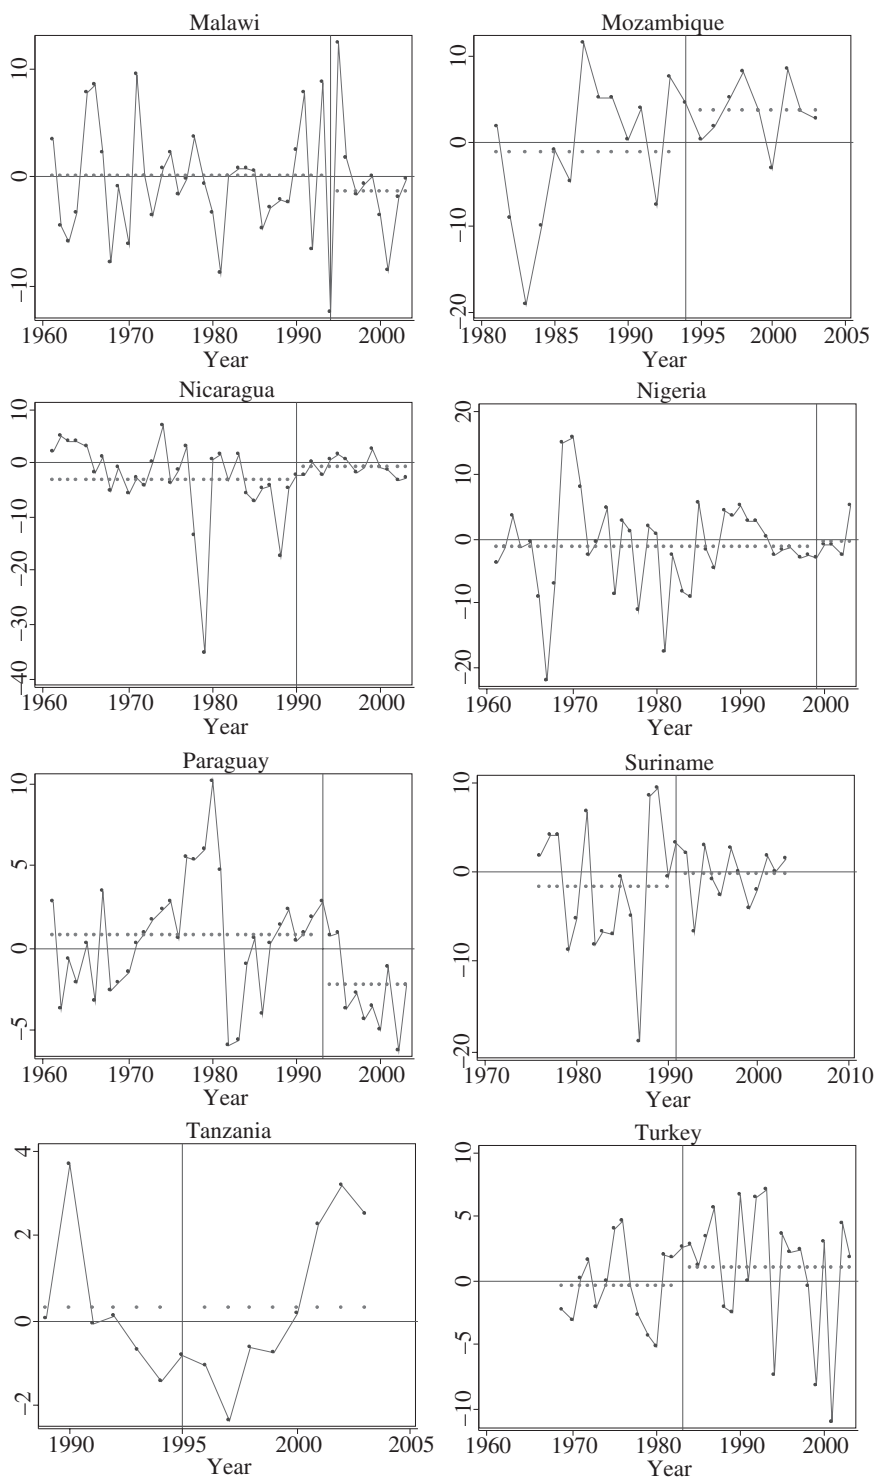 Malawi
10
0
−10
1960 1970 1980 1990 2000
Year
Mozambique
10
0
−10
−20
1980 1985 1990 1995 2000 2005
Year
Nicaragua
10
0
−10
−20
−30
−40
1960 1970 1980 1990 2000
Year
Nigeria
20
10
0
−10
−20
1960 1970 1980 1990 2000
Year
Paraguay
10
5
0
−5
1960 1970 1980 1990 2000
Year
Suriname
10
0
−10
−20
1970 1980 1990 2000 2010
Year
Tanzania
4
2
0
−2
1990 1995 2000 2005
Year
Turkey
10
5
0
−5
−10
1960 1970 1980 1990 2000
Year